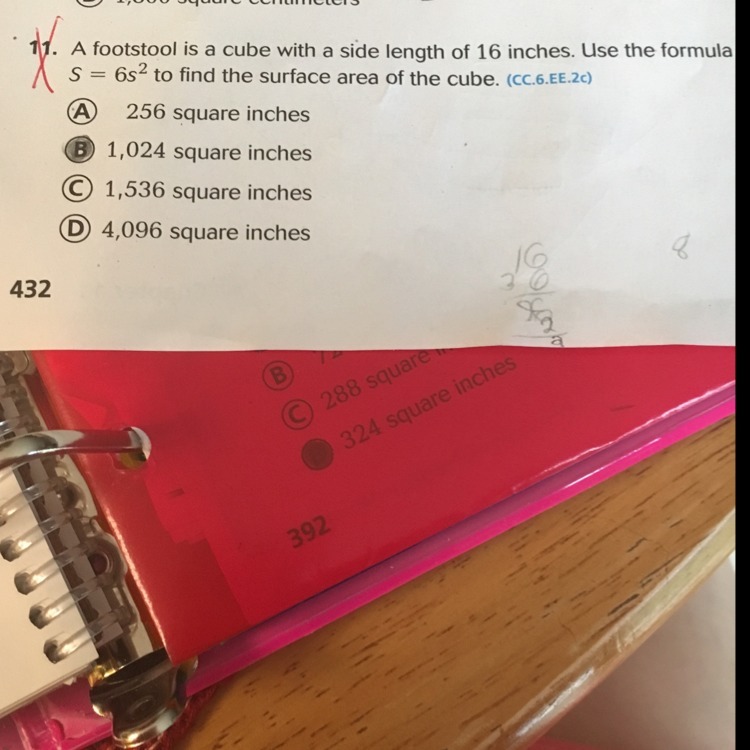 11. A footstool is a cube with a side length of 16 inches. Use the formula
S = 6s² to find the surface area of the cube. (CC.6.EE.2c)
A 256 square inches
B 1,024 square inches
C 1,536 square inches
D 4,096 square inches
16
8
6
432
B
C 288 square
324 square inches
392